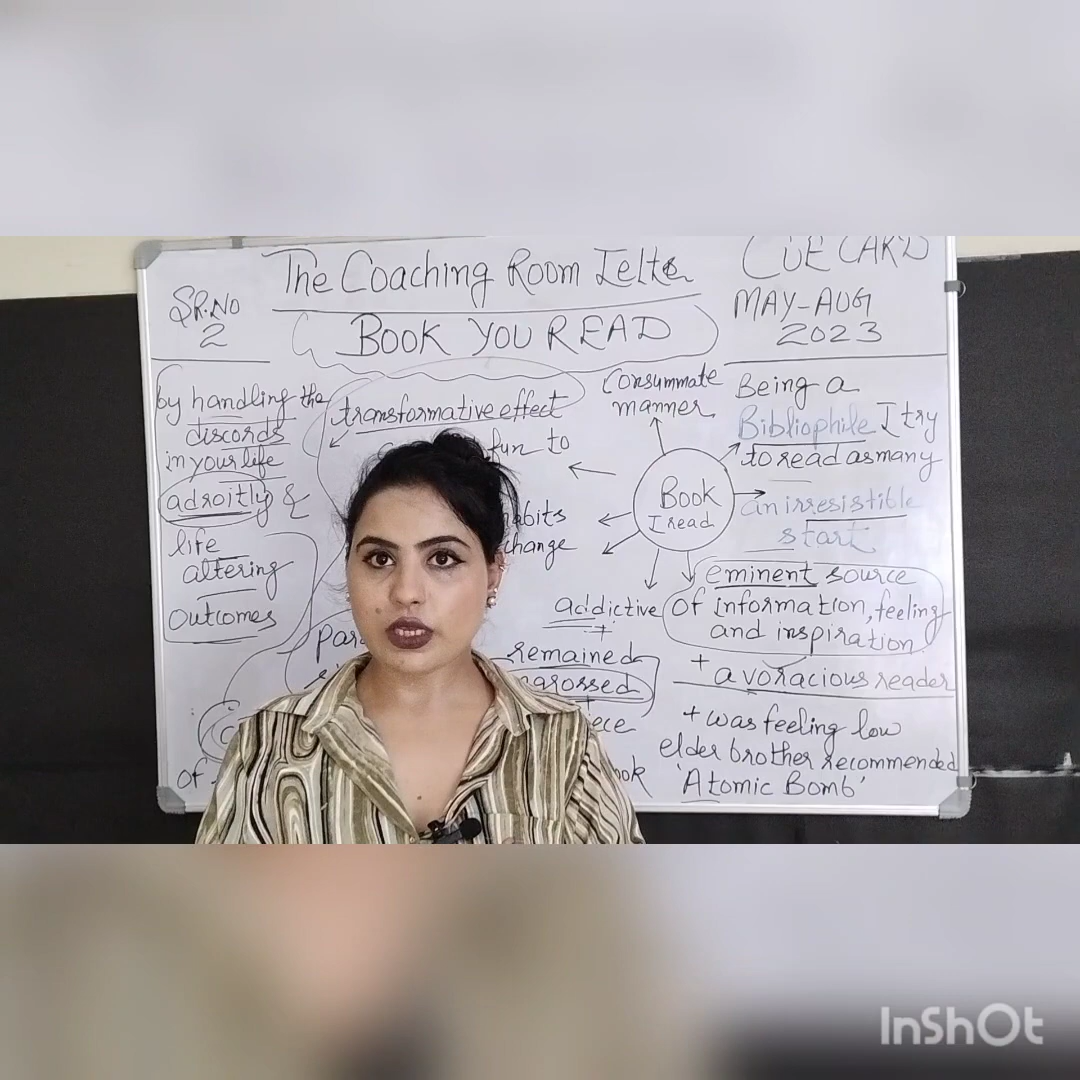 The Coaching Room Ielts
CUE CARD
SR.NO
2
BOOK YOU READ
MAY-AUG
2023
by handling the
discords
in your life
adroitly &
life
altering
outcomes
transformative effect
fun to
habits
change
of
Consummate
manner
Book
I read
addictive
+
remained
piece
Being a
Bibliophile I try
to read as many
an irresistible
start
eminent source
of information, feeling
and inspiration
+ a voracious reader
+ was feeling low
elder brother recommended
'Atomic Bomb'
InShOt